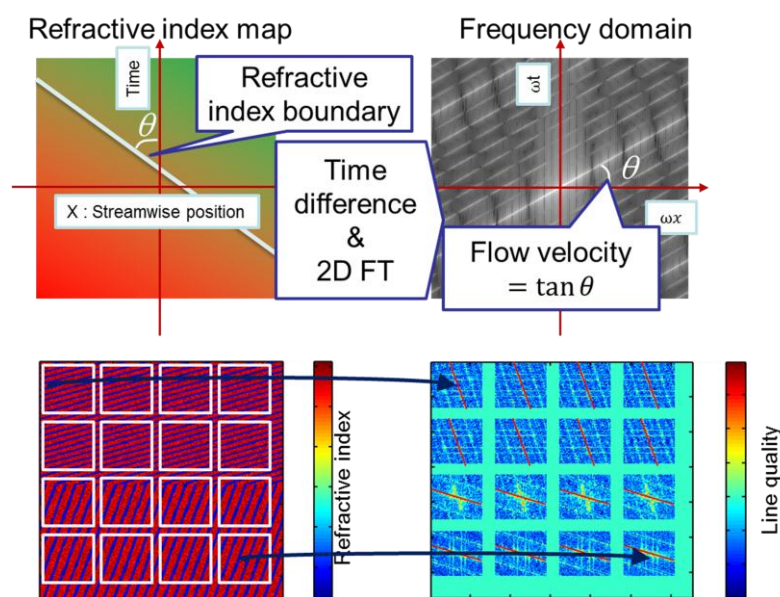 Refractive index map
Frequency domain
Time
θ
Refractive
index boundary
X : Streamwise position
Time
difference
&
2D FT
ωt
θ
ωx
Flow velocity
= tan θ
Refractive index
Line quality